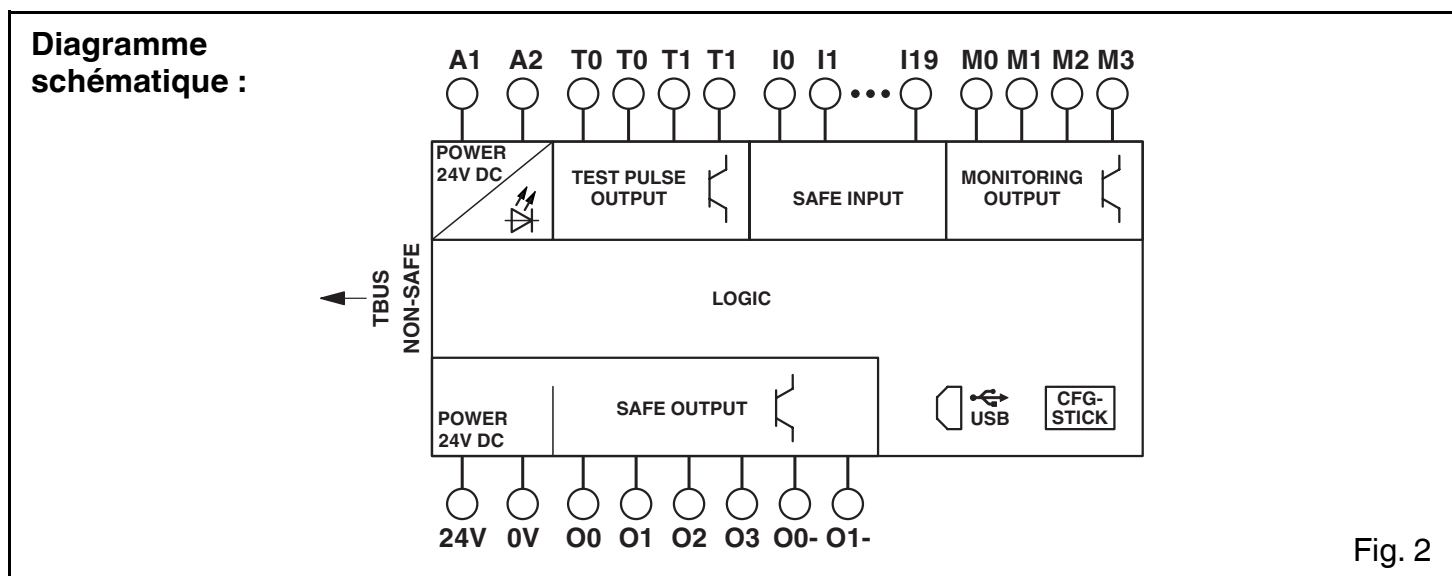 Diagramme
schématique :
A1 A2 T0 T0 T1 T1 I0 I1 ••• I19 M0 M1 M2 M3
POWER
24V DC
TEST PULSE
OUTPUT
SAFE INPUT
MONITORING
OUTPUT
TBUS
NON-SAFE
LOGIC
POWER
24V DC
SAFE OUTPUT
USB
CFG-
STICK
24V 0V O0 O1 O2 O3 O0- O1-
Fig. 2